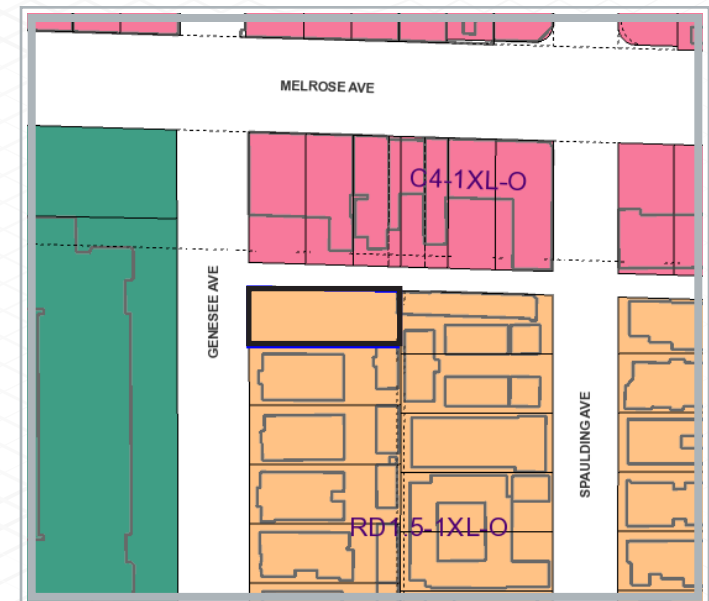 MELROSE AVE
C4-1XL-O
GENESEE AVE
SPAULDING AVE
RD1.5-1XL-O